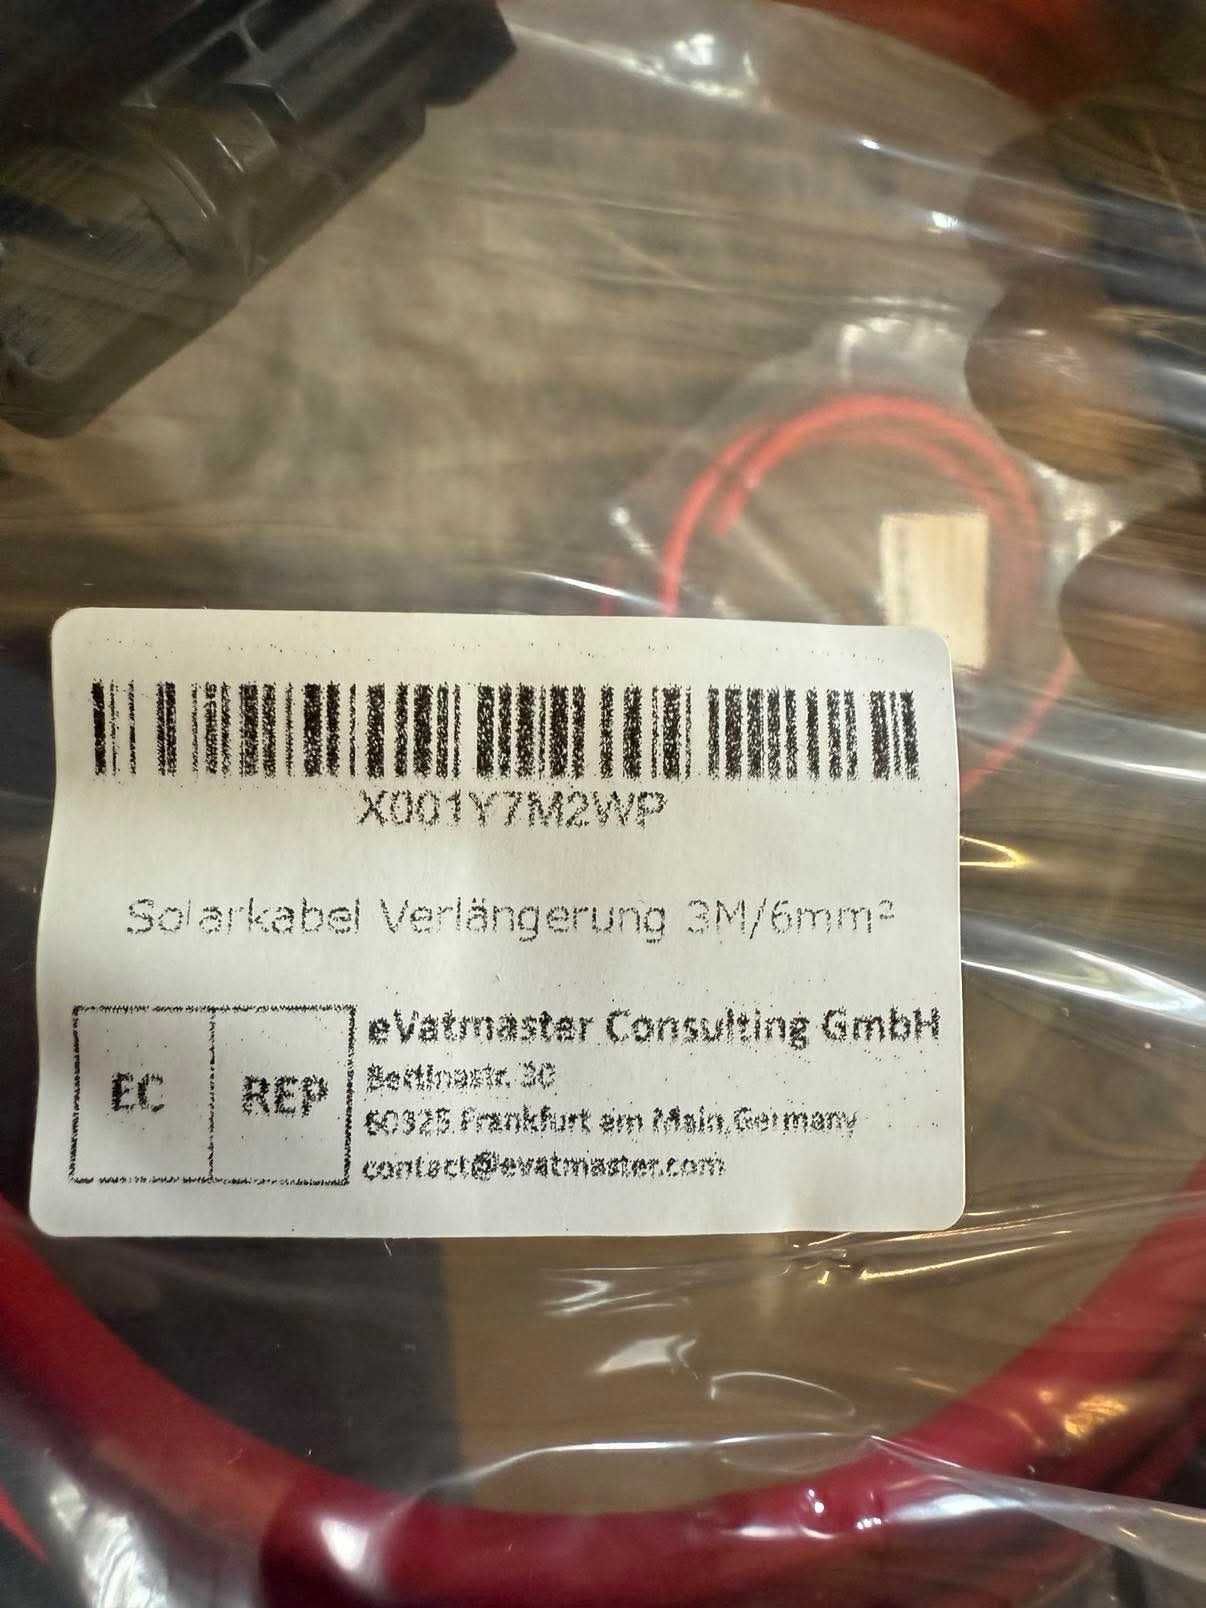 X001Y7M2WP
Solarkabel Verlängerung 3M/6mm²
EC REP
eVatmaster Consulting GmbH
Bettinastr. 30
60325 Frankfurt am Main,Germany
contact@evatmaster.com